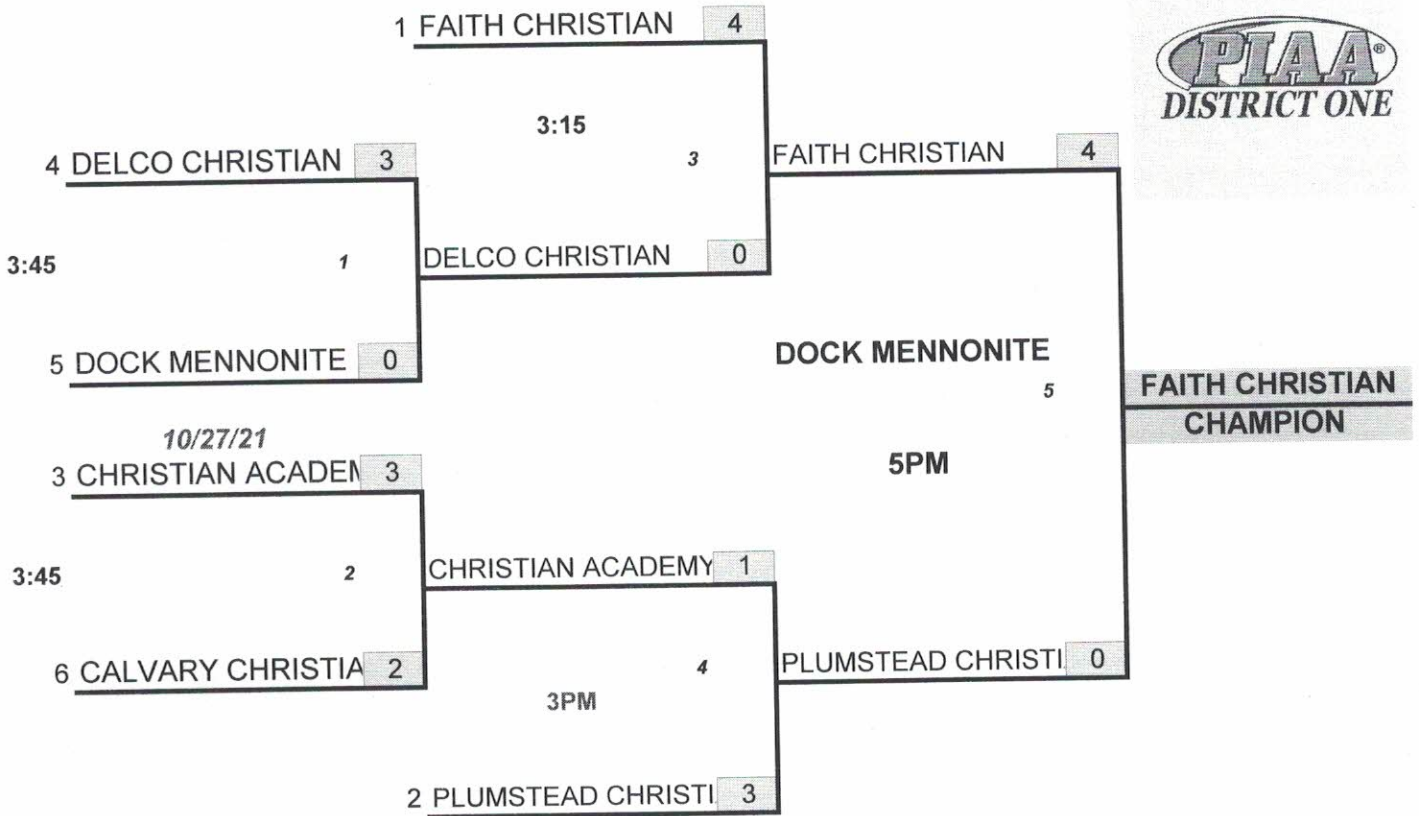 1 FAITH CHRISTIAN 4
PIAA®
DISTRICT ONE
3:15
4 DELCO CHRISTIAN 3
3
FAITH CHRISTIAN 4
3:45
1
DELCO CHRISTIAN 0
5 DOCK MENNONITE 0
DOCK MENNONITE
5
FAITH CHRISTIAN
CHAMPION
10/27/21
3 CHRISTIAN ACADEM 3
5PM
3:45
2
CHRISTIAN ACADEMY 1
6 CALVARY CHRISTIA 2
4
PLUMSTEAD CHRISTI 0
3PM
2 PLUMSTEAD CHRISTI 3